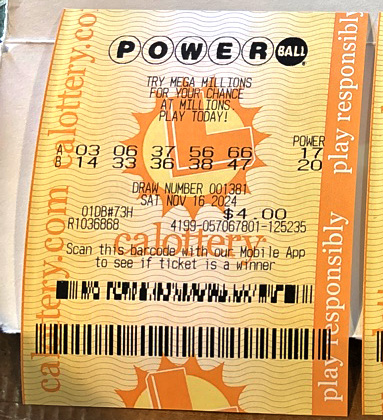 POWERBALL
TRY MEGA MILLIONS
FOR YOUR CHANCE
AT MILLIONS.
PLAY TODAY!
POWER
A 03 06 37 56 66 17
B 14 33 36 38 47 20
DRAW NUMBER 001381
SAT NOV 16 2024
01DB#73H $4.00
R1036868 4199-057067801-125235
calottery
Scan this barcode with our Mobile App
to see if ticket is a winner
calottery.com calottery.co
play responsibly play responsibly